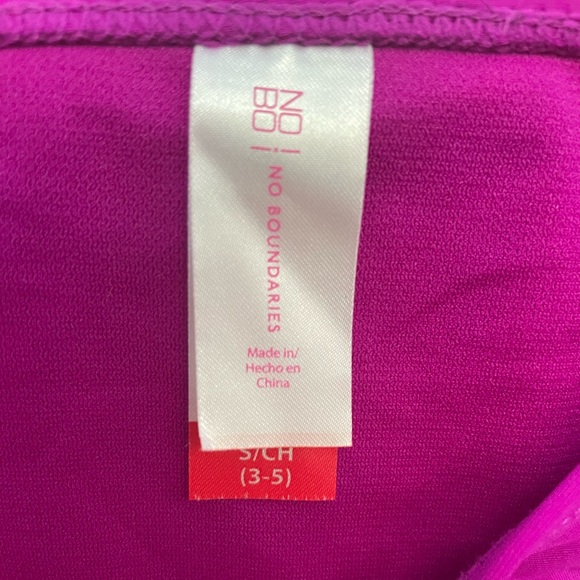 NO!
BO!
NO BOUNDARIES
Made in/
Hecho en
China
S/CH
(3-5)